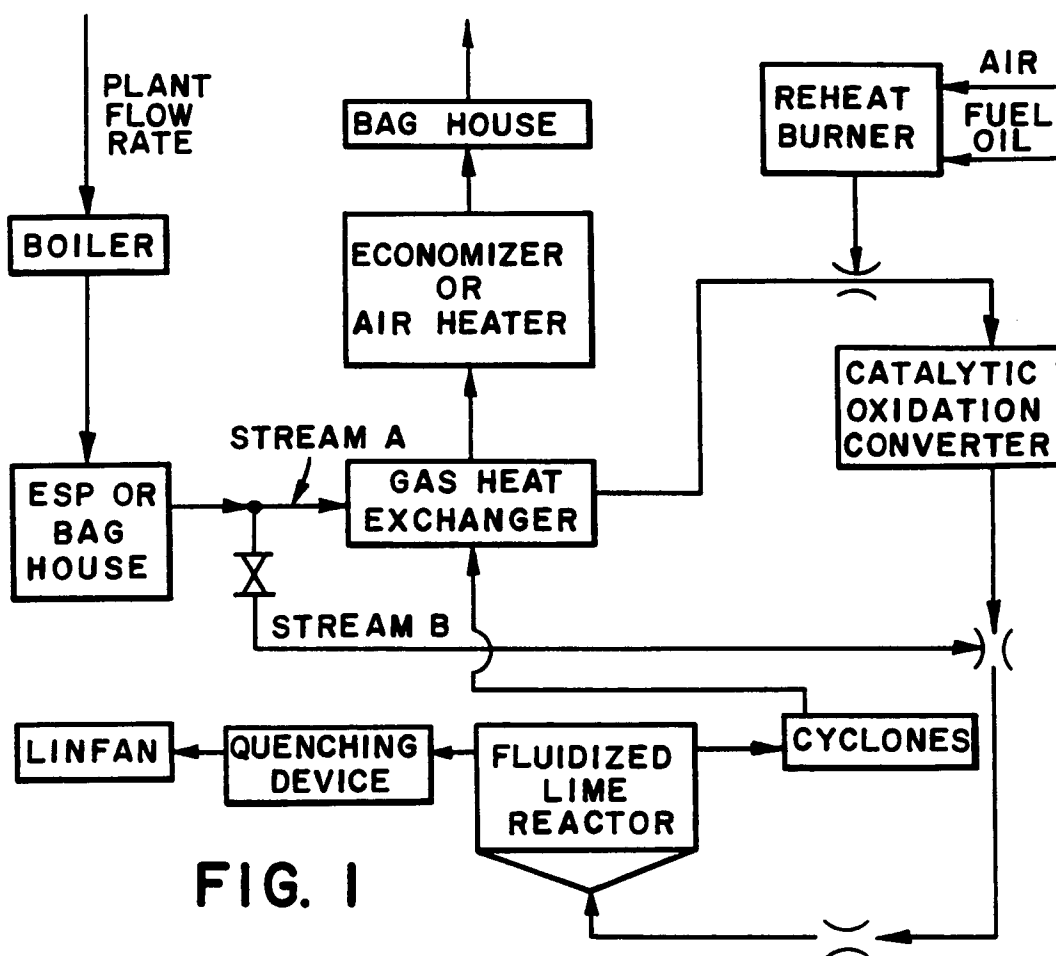 PLANT
FLOW
RATE
BOILER
ESP OR
BAG
HOUSE
BAG HOUSE
ECONOMIZER
OR
AIR HEATER
STREAM A
GAS HEAT
EXCHANGER
STREAM B
REHEAT
BURNER
AIR
FUEL
OIL
CATALYTIC
OXIDATION
CONVERTER
LINFAN
QUENCHING
DEVICE
FLUIDIZED
LIME
REACTOR
CYCLONES
FIG. 1